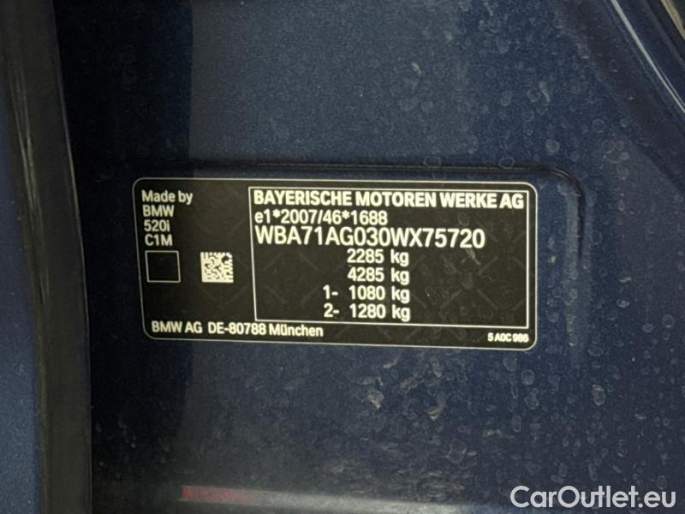 Made by
BMW
520i
C1M
BAYERISCHE MOTOREN WERKE AG
e1*2007/46*1688
WBA71AG030WX75720
2285 kg
4285 kg
1- 1080 kg
2- 1280 kg
BMW AG DE-80788 München
5 A0C 986
CarOutlet.eu